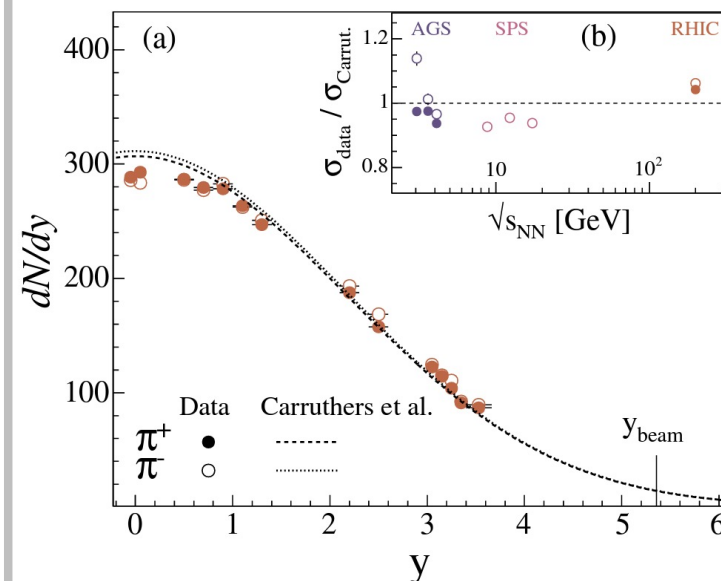 400
300
200
100
dN/dy
(a)
Data Carruthers et al.
π+
π-
y_beam
0 1 2 3 4 5 6
y
AGS SPS (b) RHIC
1.2
1
0.8
σ_data / σ_Carrut.
10 10²
√s_NN [GeV]